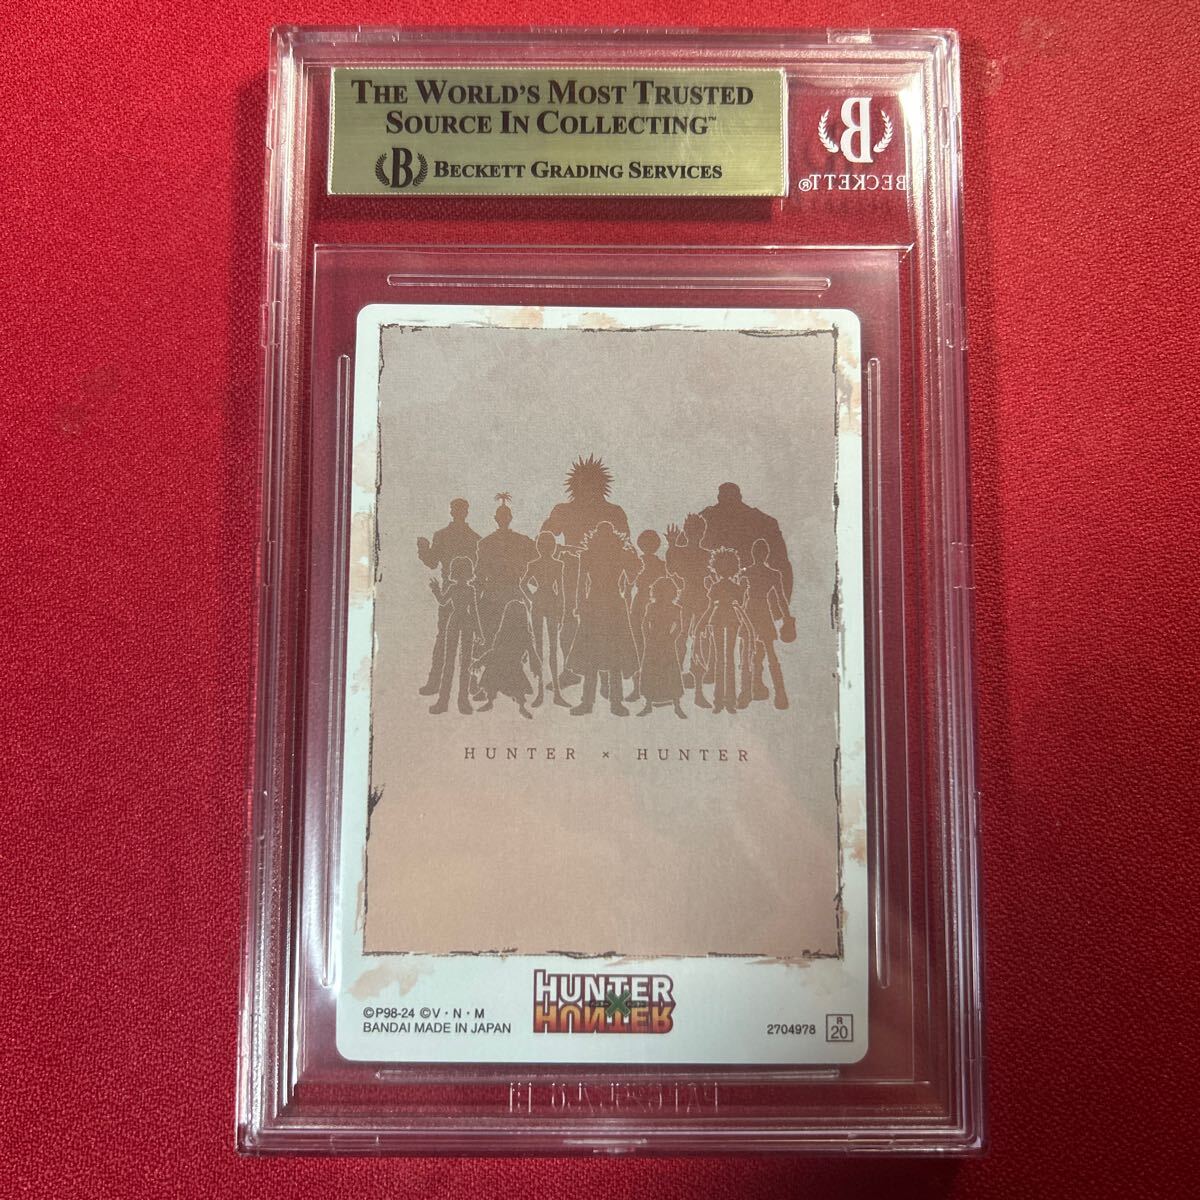 THE WORLD'S MOST TRUSTED
SOURCE IN COLLECTING™
B BECKETT GRADING SERVICES
B
BECKETT®
HUNTER × HUNTER
HUNTER
×
HUNTER
©P98-24 ©V・N・M
BANDAI MADE IN JAPAN
2704978
R
20